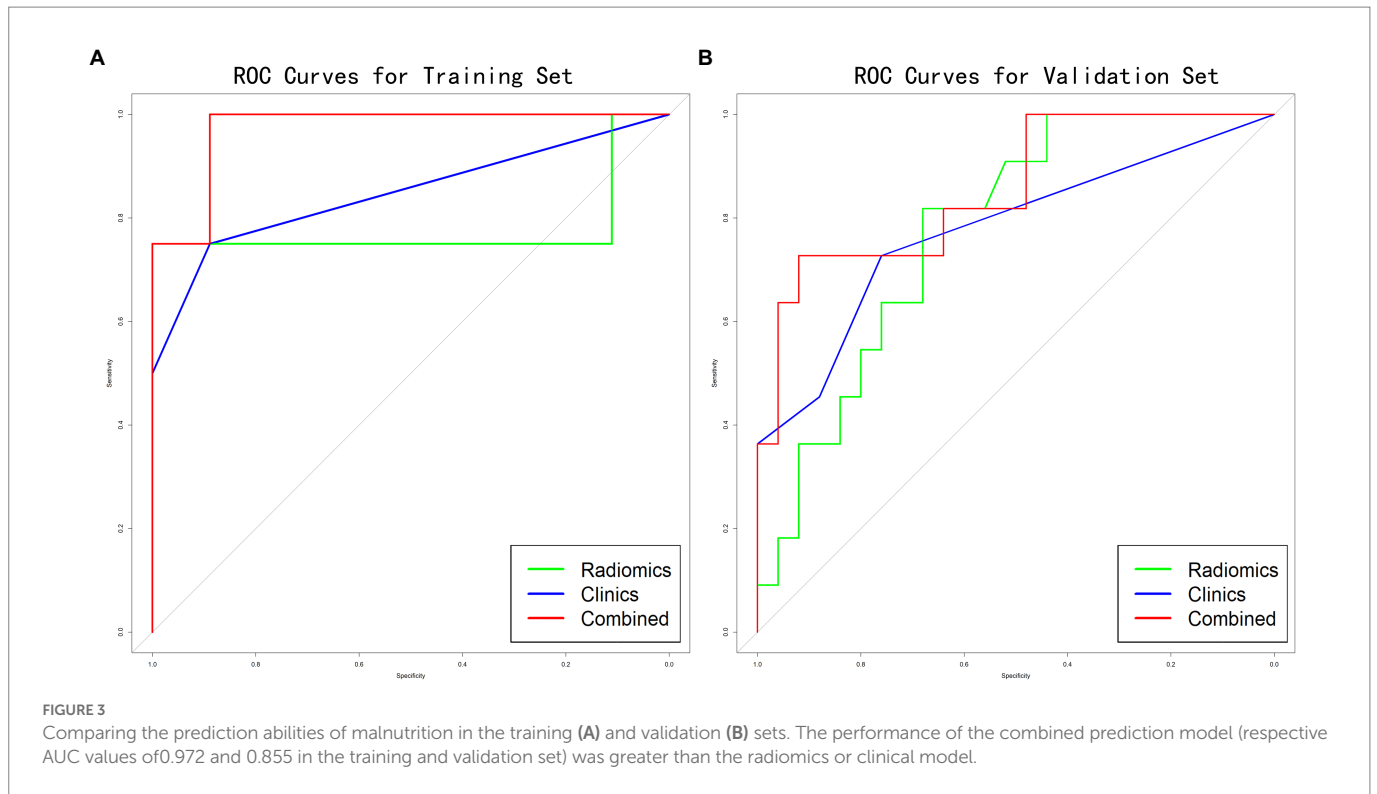 A
ROC Curves for Training Set
1.0
0.8
0.6
0.4
0.2
0.0
Sensitivity
1.0
0.8
0.6
0.4
0.2
0.0
Specificity
Radiomics
Clinics
Combined
B
ROC Curves for Validation Set
1.0
0.8
0.6
0.4
0.2
0.0
Sensitivity
1.0
0.8
0.6
0.4
0.2
0.0
Specificity
Radiomics
Clinics
Combined
FIGURE 3
Comparing the prediction abilities of malnutrition in the training (A) and validation (B) sets. The performance of the combined prediction model (respective
AUC values of0.972 and 0.855 in the training and validation set) was greater than the radiomics or clinical model.